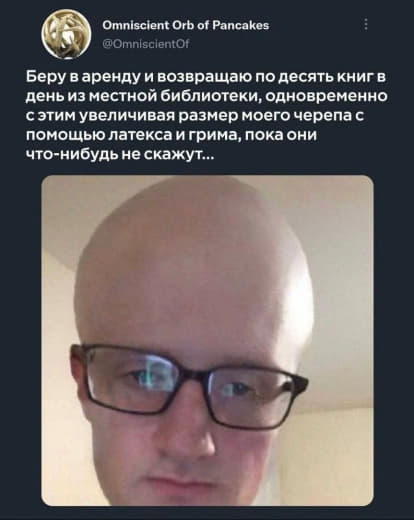 Omniscient Orb of Pancakes
@OmniscientOf
Беру в аренду и возвращаю по десять книг в
день из местной библиотеки, одновременно
с этим увеличивая размер моего черепа с
помощью латекса и грима, пока они
что-нибудь не скажут...